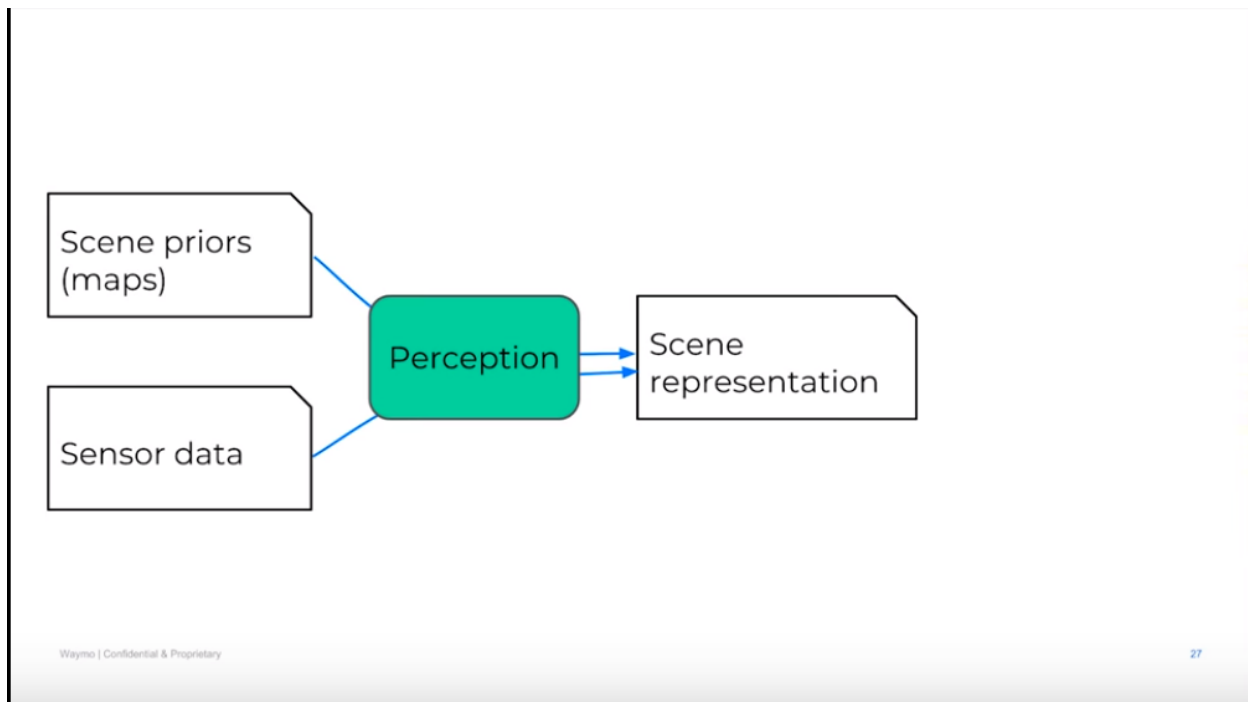 Scene priors
(maps)
Perception
Scene
representation
Sensor data
Waymo | Confidential & Proprietary
27